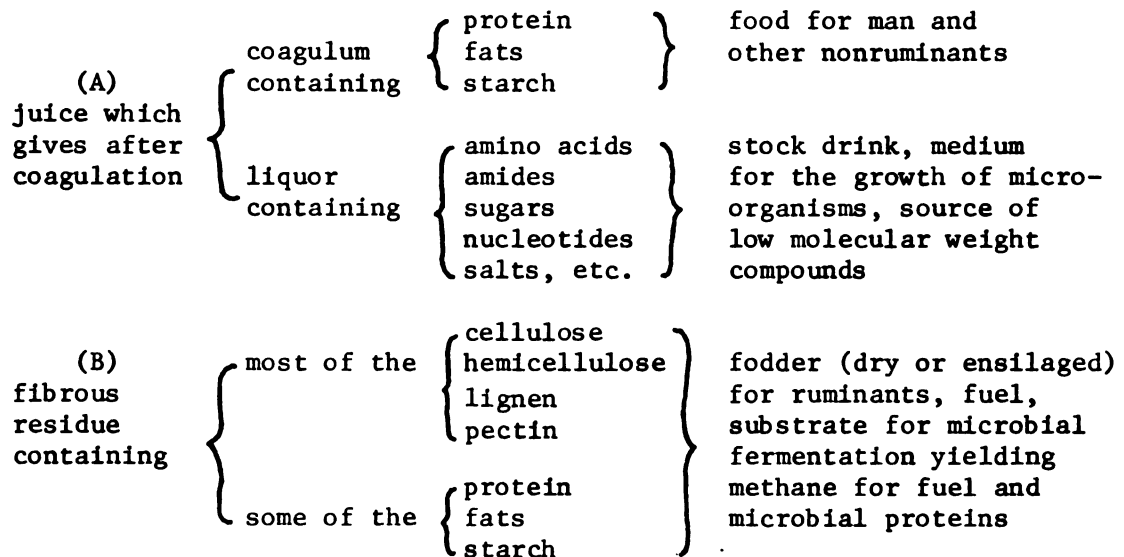 (A)
juice which
gives after
coagulation
coagulum
containing
protein
fats
starch
food for man and
other nonruminants
liquor
containing
amino acids
amides
sugars
nucleotides
salts, etc.
stock drink, medium
for the growth of micro-
organisms, source of
low molecular weight
compounds
(B)
fibrous
residue
containing
most of the
cellulose
hemicellulose
lignen
pectin
some of the
protein
fats
starch
fodder (dry or ensilaged)
for ruminants, fuel,
substrate for microbial
fermentation yielding
methane for fuel and
microbial proteins